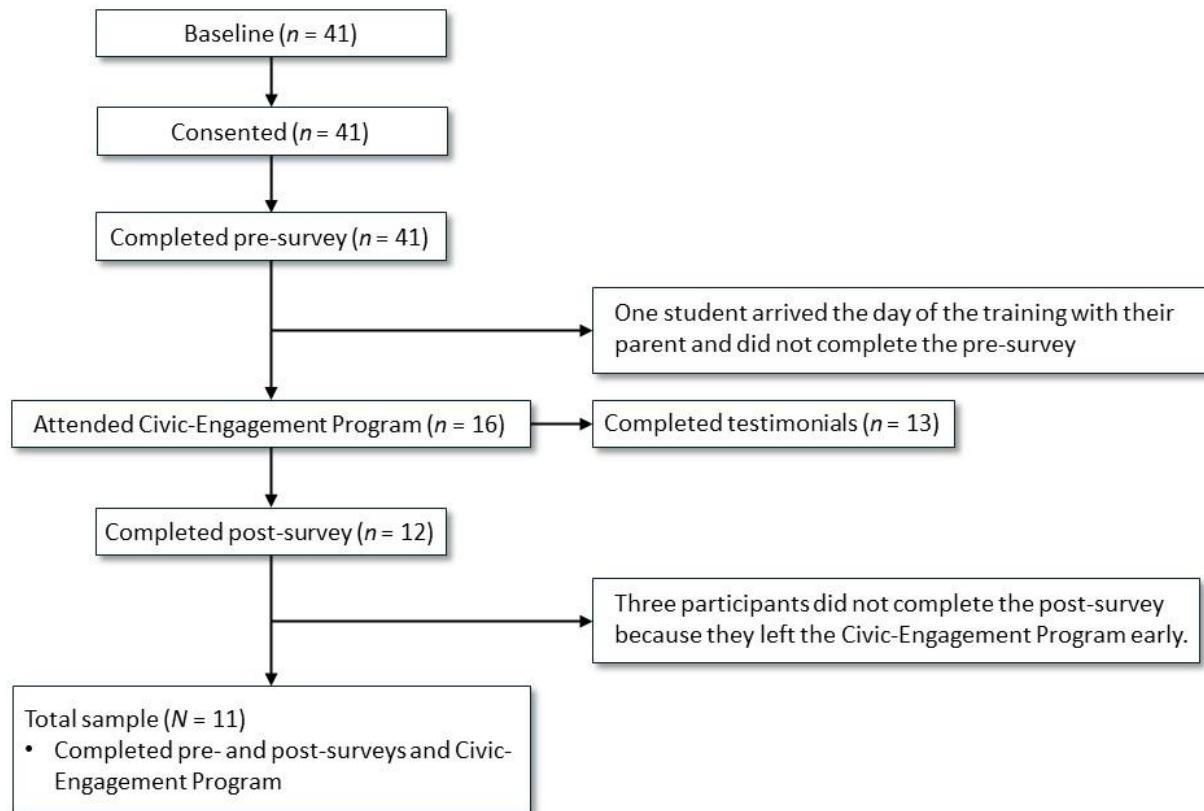 Baseline (n = 41)
Consented (n = 41)
Completed pre-survey (n = 41)
One student arrived the day of the training with their
parent and did not complete the pre-survey
Attended Civic-Engagement Program (n = 16)
Completed testimonials (n = 13)
Completed post-survey (n = 12)
Three participants did not complete the post-survey
because they left the Civic-Engagement Program early.
Total sample (N = 11)
• Completed pre- and post-surveys and Civic-
Engagement Program